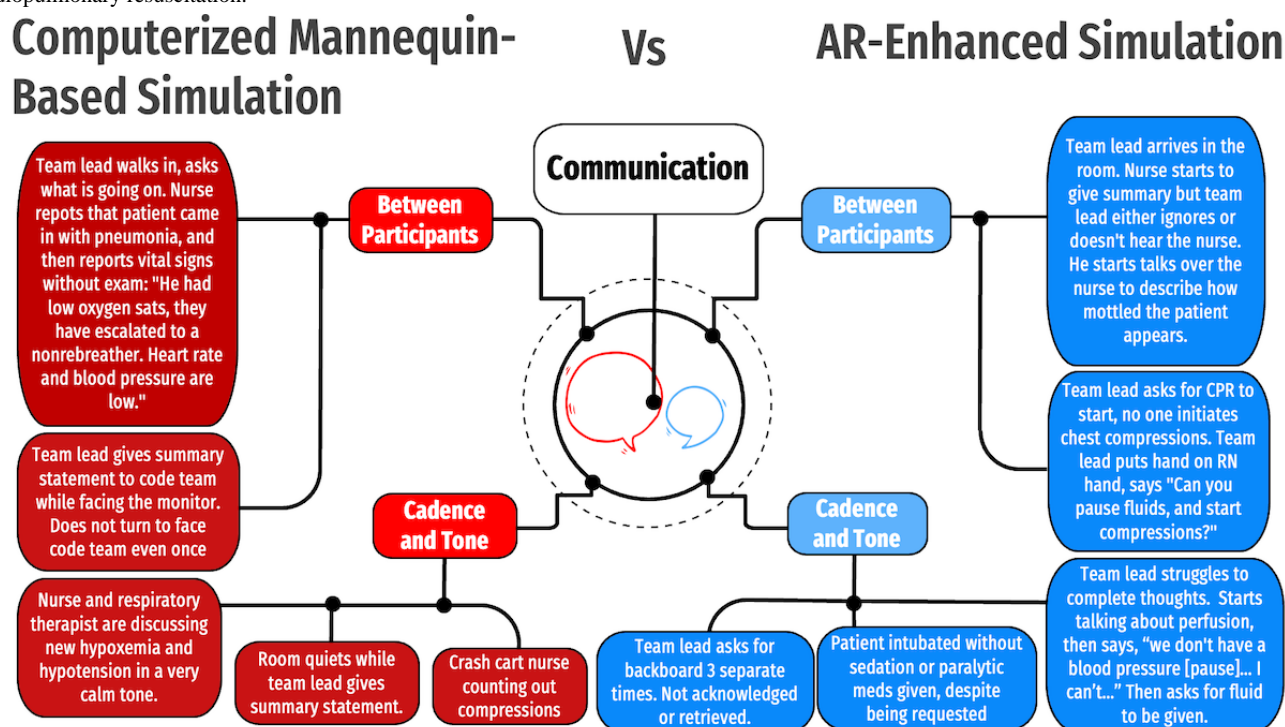 diopulmonary resuscitation.
Computerized Mannequin-
Based Simulation
Vs
AR-Enhanced Simulation
Communication
Between
Participants
Team lead walks in, asks
what is going on. Nurse
repots that patient came
in with pneumonia, and
then reports vital signs
without exam: "He had
low oxygen sats, they
have escalated to a
nonrebreather. Heart rate
and blood pressure are
low."
Team lead gives summary
statement to code team
while facing the monitor.
Does not turn to face
code team even once
Cadence
and Tone
Nurse and respiratory
therapist are discussing
new hypoxemia and
hypotension in a very
calm tone.
Room quiets while
team lead gives
summary statement.
Crash cart nurse
counting out
compressions
Between
Participants
Team lead arrives in the
room. Nurse starts to
give summary but team
lead either ignores or
doesn't hear the nurse.
He starts talks over the
nurse to describe how
mottled the patient
appears.
Team lead asks for CPR to
start, no one initiates
chest compressions. Team
lead puts hand on RN
hand, says "Can you
pause fluids, and start
compressions?"
Cadence
and Tone
Team lead asks for
backboard 3 separate
times. Not acknowledged
or retrieved.
Patient intubated without
sedation or paralytic
meds given, despite
being requested
Team lead struggles to
complete thoughts. Starts
talking about perfusion,
then says, “we don't have a
blood pressure [pause]... I
can't...” Then asks for fluid
to be given.